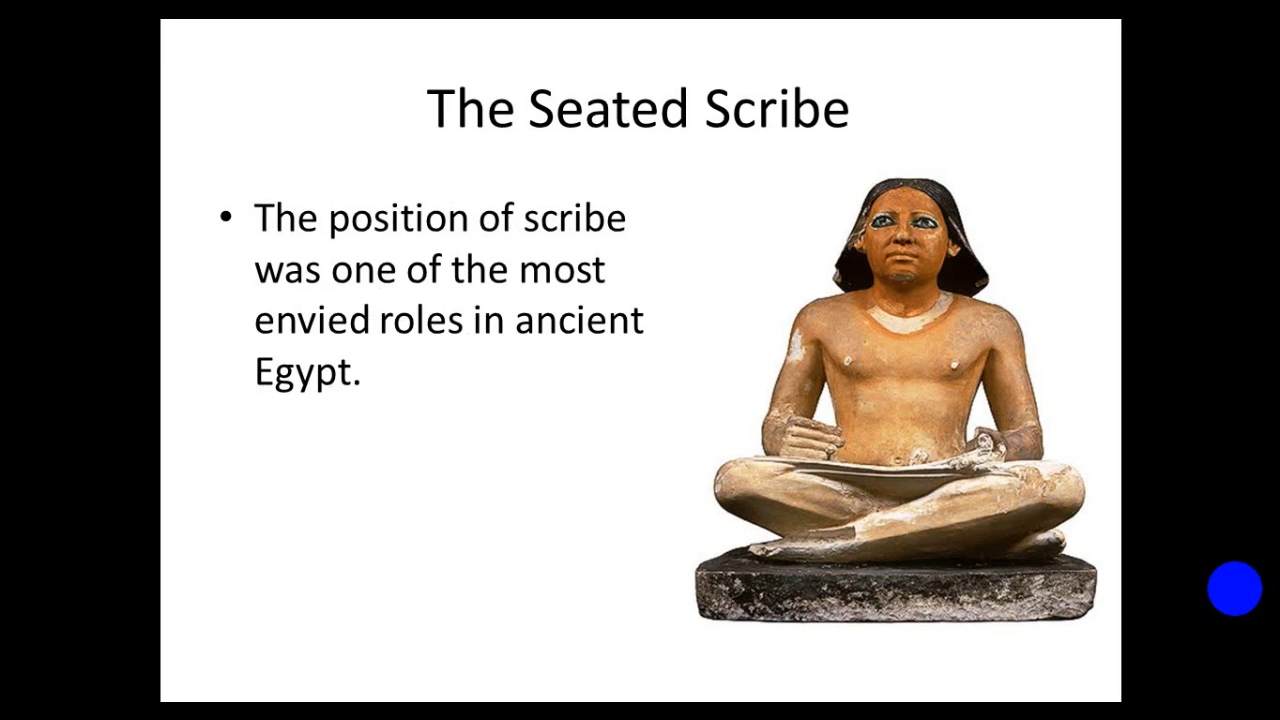 The Seated Scribe
• The position of scribe
was one of the most
envied roles in ancient
Egypt.